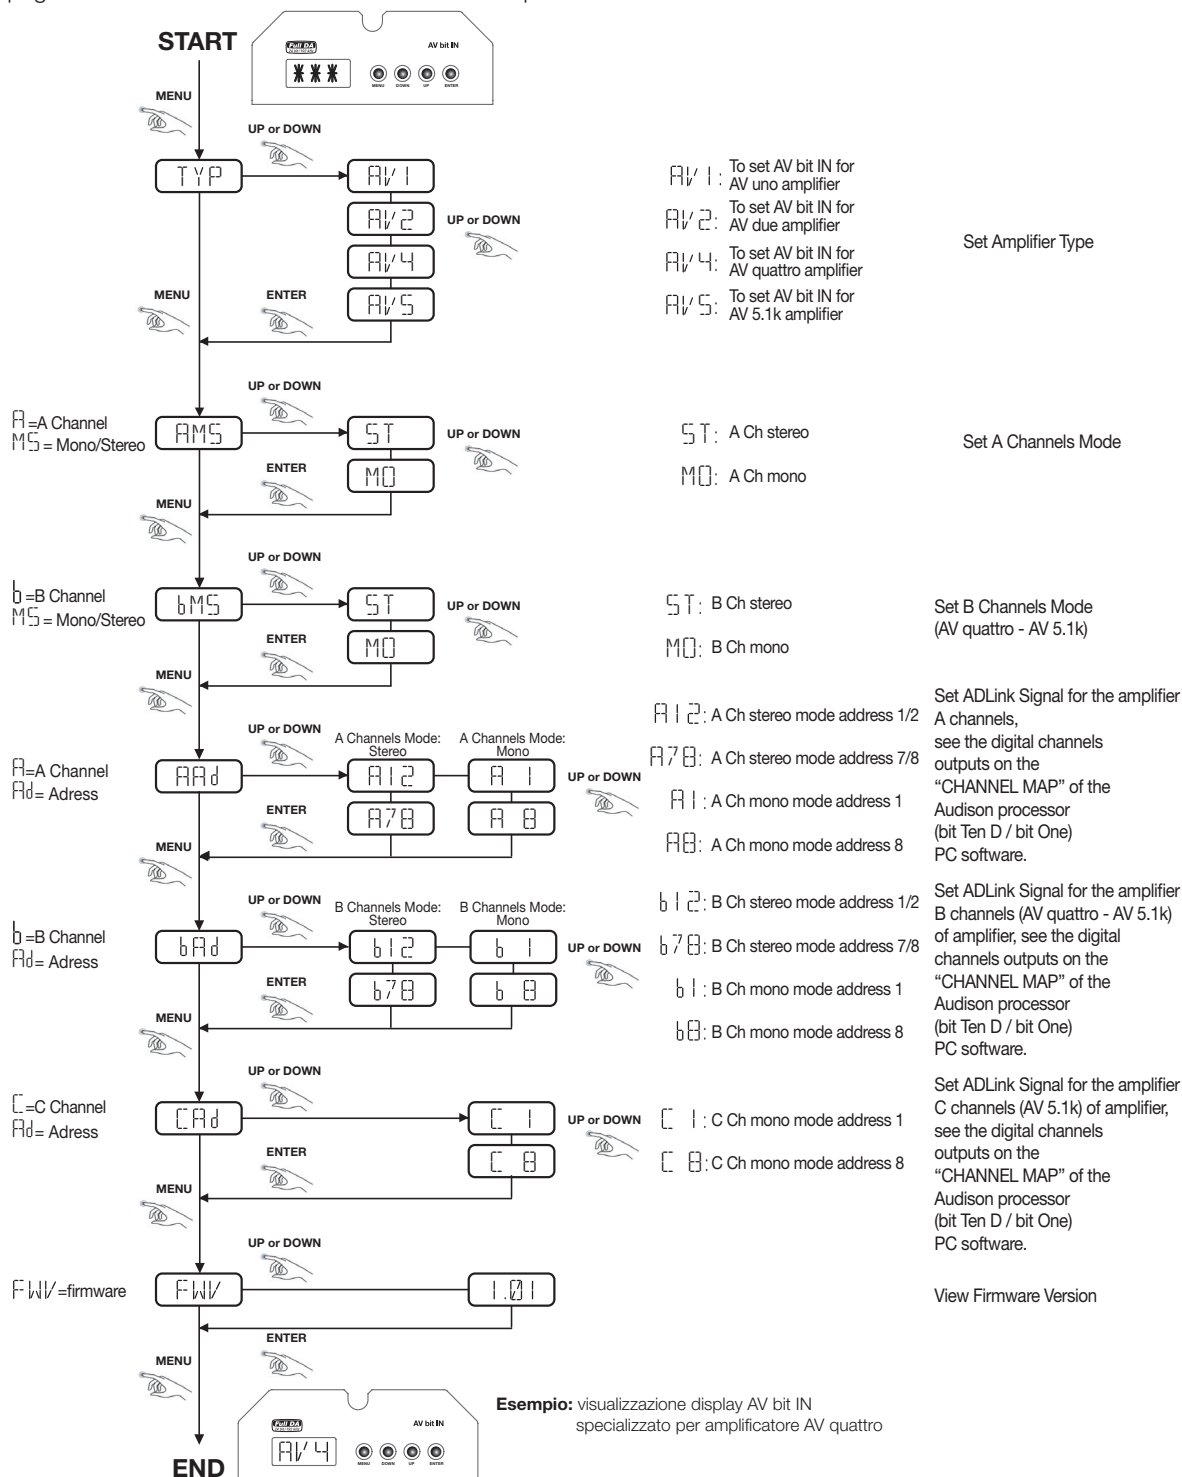 START
Full DA
AV bit IN
***
MENU DOWN UP ENTER
MENU
UP or DOWN
TYP
AV1
AV2
UP or DOWN
AV4
MENU
ENTER
AV5
AV1: To set AV bit IN for
AV uno amplifier
AV2: To set AV bit IN for
AV due amplifier
AV4: To set AV bit IN for
AV quattro amplifier
AV5: To set AV bit IN for
AV 5.1k amplifier
Set Amplifier Type
UP or DOWN
A =A Channel
MS = Mono/Stereo
AMS
ST
UP or DOWN
ENTER
MO
MENU
ST: A Ch stereo
MO: A Ch mono
Set A Channels Mode
UP or DOWN
b =B Channel
MS = Mono/Stereo
bMS
ST
UP or DOWN
ENTER
MO
MENU
ST: B Ch stereo
MO: B Ch mono
Set B Channels Mode
(AV quattro - AV 5.1k)
UP or DOWN
A Channels Mode:
Stereo
A Channels Mode:
Mono
A=A Channel
Ad= Adress
AAd
A12
A 1
UP or DOWN
ENTER
A78
A 8
MENU
A12: A Ch stereo mode address 1/2
A78: A Ch stereo mode address 7/8
A1: A Ch mono mode address 1
A8: A Ch mono mode address 8
Set ADLink Signal for the amplifier
A channels,
see the digital channels
outputs on the
“CHANNEL MAP” of the
Audison processor
(bit Ten D / bit One)
PC software.
UP or DOWN
B Channels Mode:
Stereo
B Channels Mode:
Mono
b =B Channel
Ad= Adress
bAd
b12
b 1
UP or DOWN
ENTER
b78
b 8
MENU
b12: B Ch stereo mode address 1/2
b78: B Ch stereo mode address 7/8
b1: B Ch mono mode address 1
b8: B Ch mono mode address 8
Set ADLink Signal for the amplifier
B channels (AV quattro - AV 5.1k)
of amplifier, see the digital
channels outputs on the
“CHANNEL MAP” of the
Audison processor
(bit Ten D / bit One)
PC software.
UP or DOWN
C=C Channel
Ad= Adress
CAd
C 1
UP or DOWN
ENTER
C 8
MENU
C 1: C Ch mono mode address 1
C 8: C Ch mono mode address 8
Set ADLink Signal for the amplifier
C channels (AV 5.1k) of amplifier,
see the digital channels
outputs on the
“CHANNEL MAP” of the
Audison processor
(bit Ten D / bit One)
PC software.
UP or DOWN
FWV=firmware
FWV
1.01
View Firmware Version
ENTER
MENU
Full DA
AV bit IN
AV4
MENU DOWN UP ENTER
END
Esempio: visualizzazione display AV bit IN
specializzato per amplificatore AV quattro